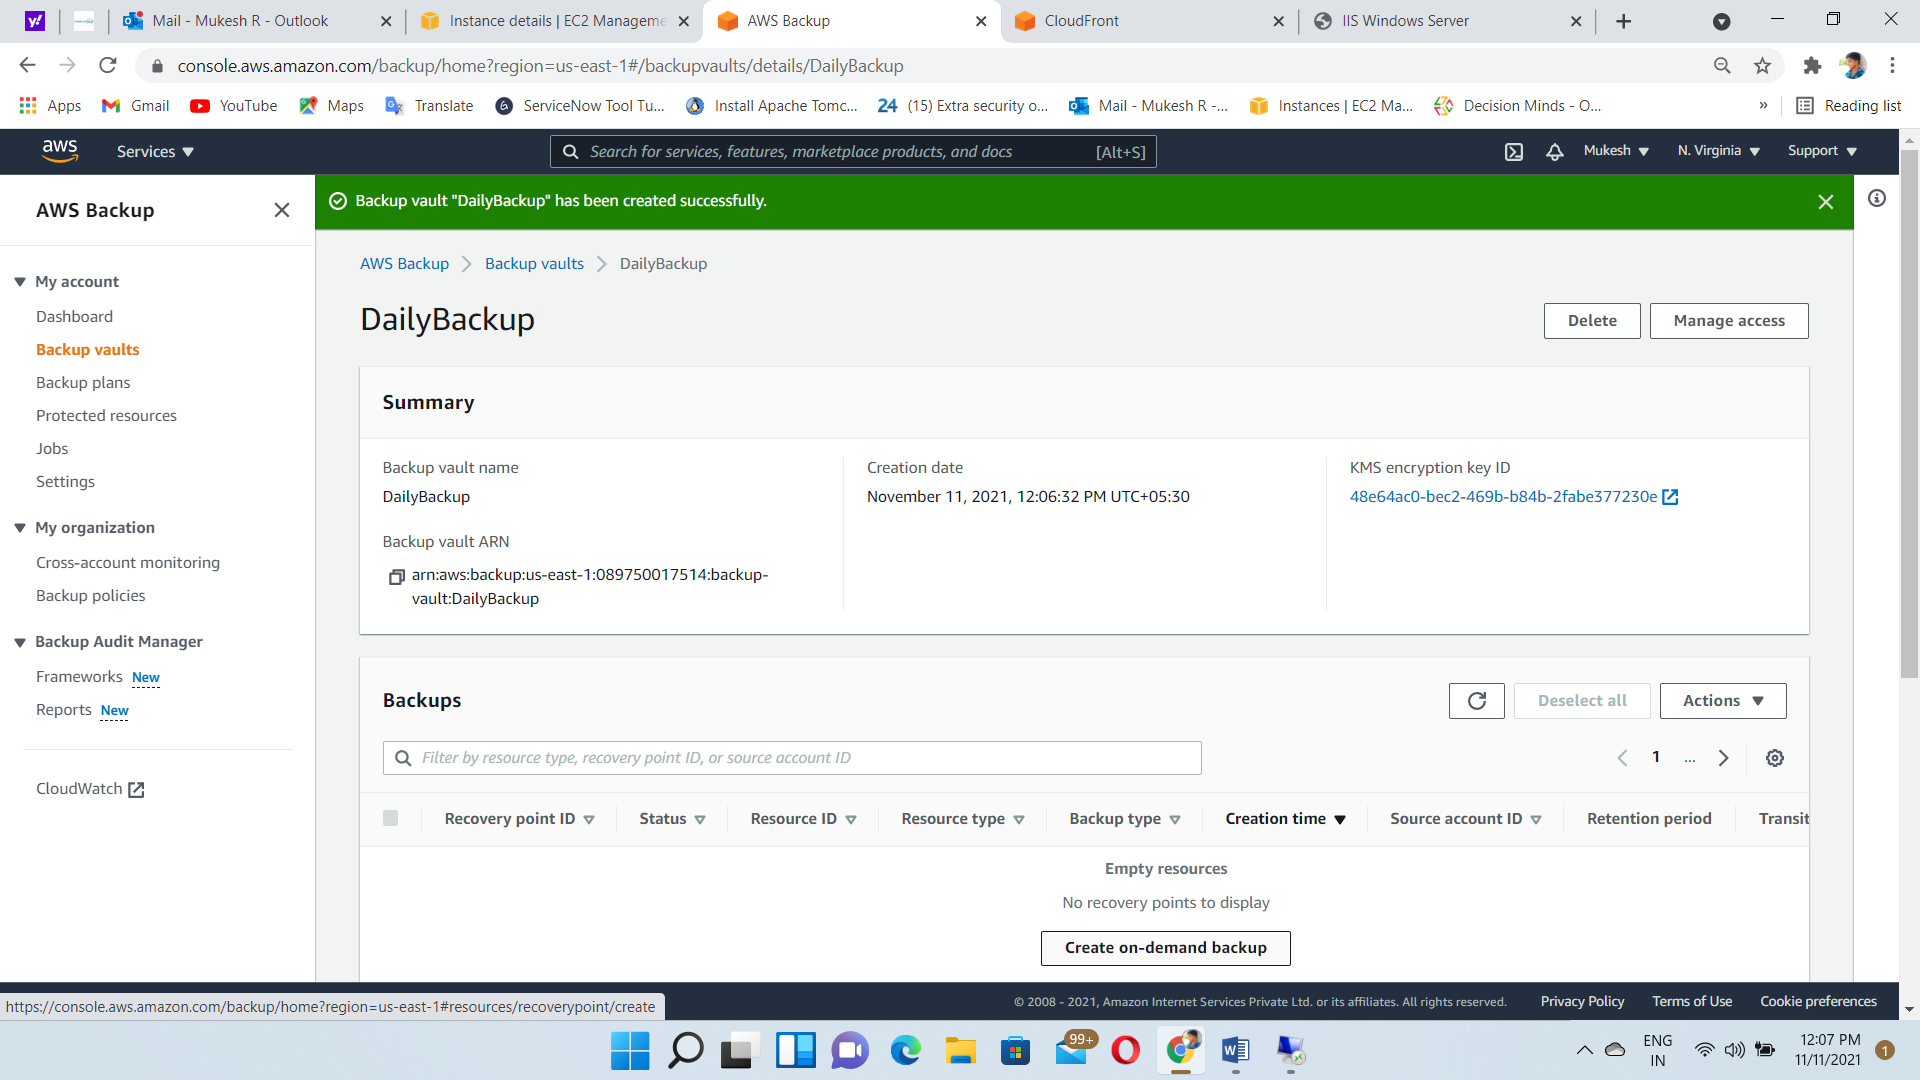 Mail - Mukesh R - Outlook
Instance details | EC2 Manageme
AWS Backup
CloudFront
IIS Windows Server
console.aws.amazon.com/backup/home?region=us-east-1#/backupvaults/details/DailyBackup
Apps
Gmail
YouTube
Maps
Translate
ServiceNow Tool Tu...
Install Apache Tomc...
24 (15) Extra security o...
Mail - Mukesh R -...
Instances | EC2 Ma...
Decision Minds - O...
»
Reading list
aws
Services
Search for services, features, marketplace products, and docs
[Alt+S]
Mukesh
N. Virginia
Support
AWS Backup
Backup vault "DailyBackup" has been created successfully.
My account
Dashboard
Backup vaults
Backup plans
Protected resources
Jobs
Settings
My organization
Cross-account monitoring
Backup policies
Backup Audit Manager
Frameworks New
Reports New
CloudWatch
AWS Backup
Backup vaults
DailyBackup
DailyBackup
Delete
Manage access
Summary
Backup vault name
DailyBackup
Creation date
November 11, 2021, 12:06:32 PM UTC+05:30
KMS encryption key ID
48e64ac0-bec2-469b-b84b-2fabe377230e
Backup vault ARN
arn:aws:backup:us-east-1:089750017514:backup-
vault:DailyBackup
Backups
Deselect all
Actions
Filter by resource type, recovery point ID, or source account ID
1
...
Recovery point ID
Status
Resource ID
Resource type
Backup type
Creation time
Source account ID
Retention period
Transit
Empty resources
No recovery points to display
Create on-demand backup
https://console.aws.amazon.com/backup/home?region=us-east-1#resources/recoverypoint/create
© 2008 - 2021, Amazon Internet Services Private Ltd. or its affiliates. All rights reserved.
Privacy Policy
Terms of Use
Cookie preferences
99+
ENG
IN
12:07 PM
11/11/2021
1